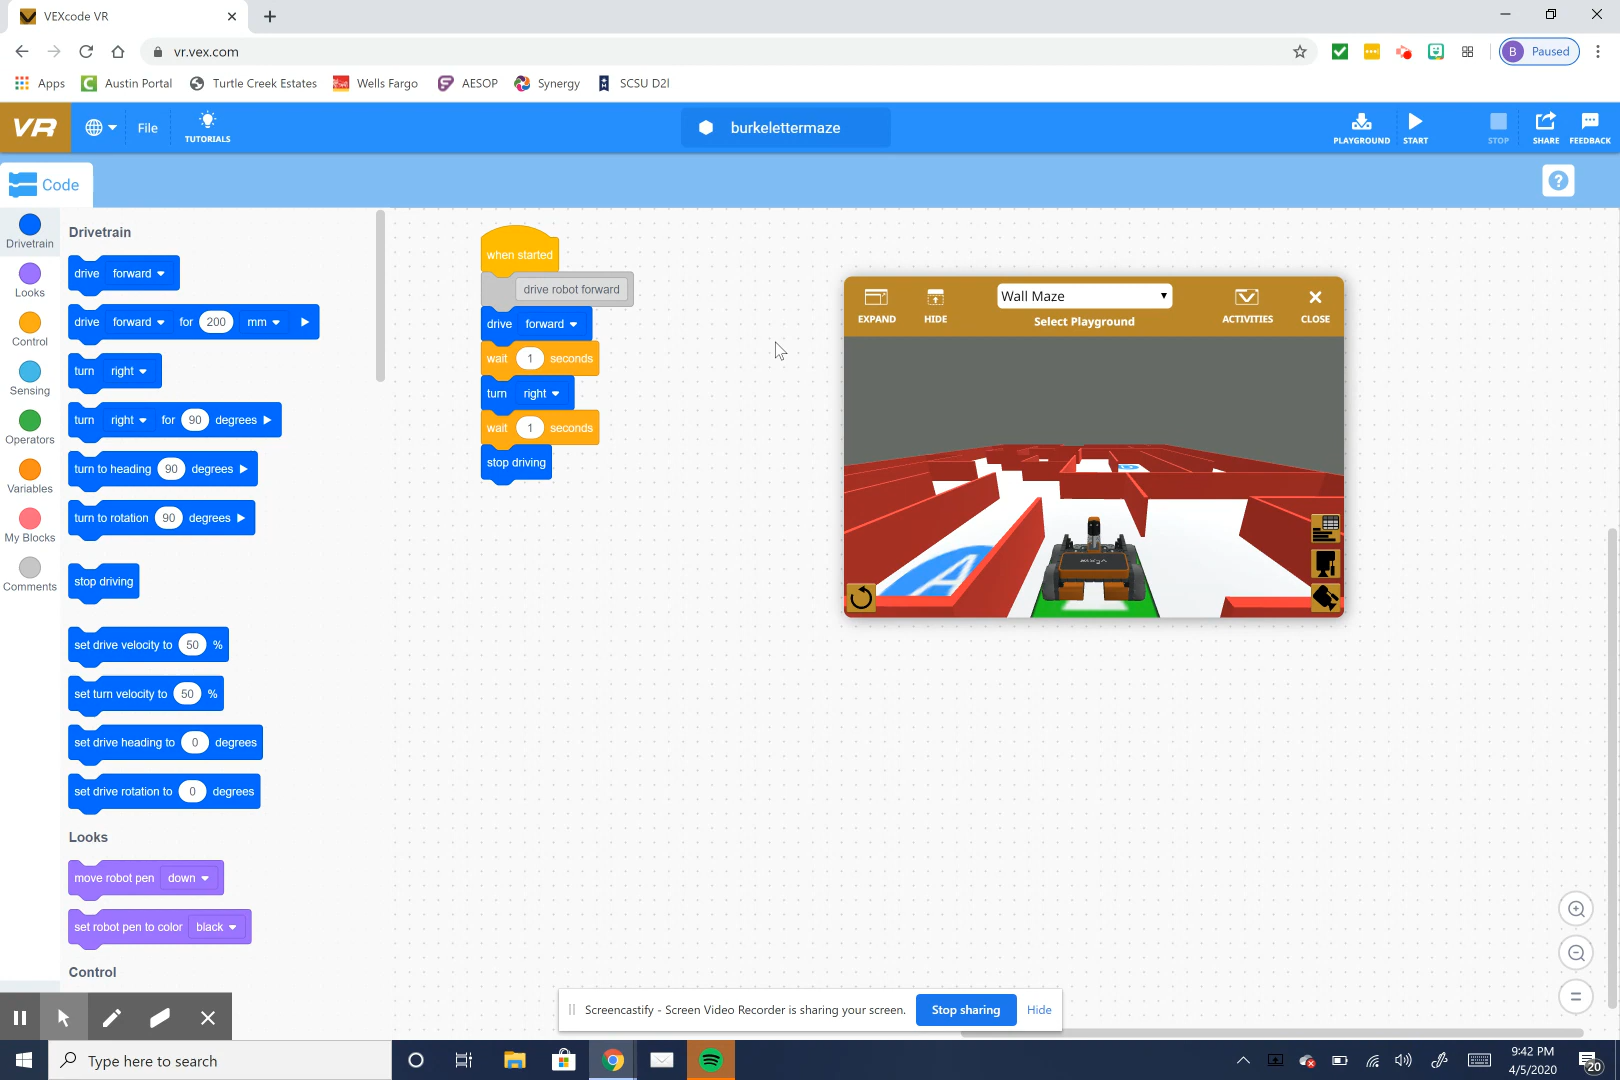 VEXcode VR
vr.vex.com
B Paused
Apps Austin Portal Turtle Creek Estates Wells Fargo AESOP Synergy SCSU D2l
VR File TUTORIALS burkelettermaze PLAYGROUND START STOP SHARE FEEDBACK
Code ?
Drivetrain
Looks
Control
Sensing
Operators
Variables
My Blocks
Comments
Drivetrain
drive forward
drive forward for 200 mm
turn right
turn right for 90 degrees
turn to heading 90 degrees
turn to rotation 90 degrees
stop driving
set drive velocity to 50 %
set turn velocity to 50 %
set drive heading to 0 degrees
set drive rotation to 0 degrees
Looks
move robot pen down
set robot pen to color black
Control
when started
drive robot forward
drive forward
wait 1 seconds
turn right
wait 1 seconds
stop driving
EXPAND HIDE Wall Maze ACTIVITIES CLOSE
Select Playground
A
Screencastify - Screen Video Recorder is sharing your screen. Stop sharing Hide
Type here to search
9:42 PM
4/5/2020
20